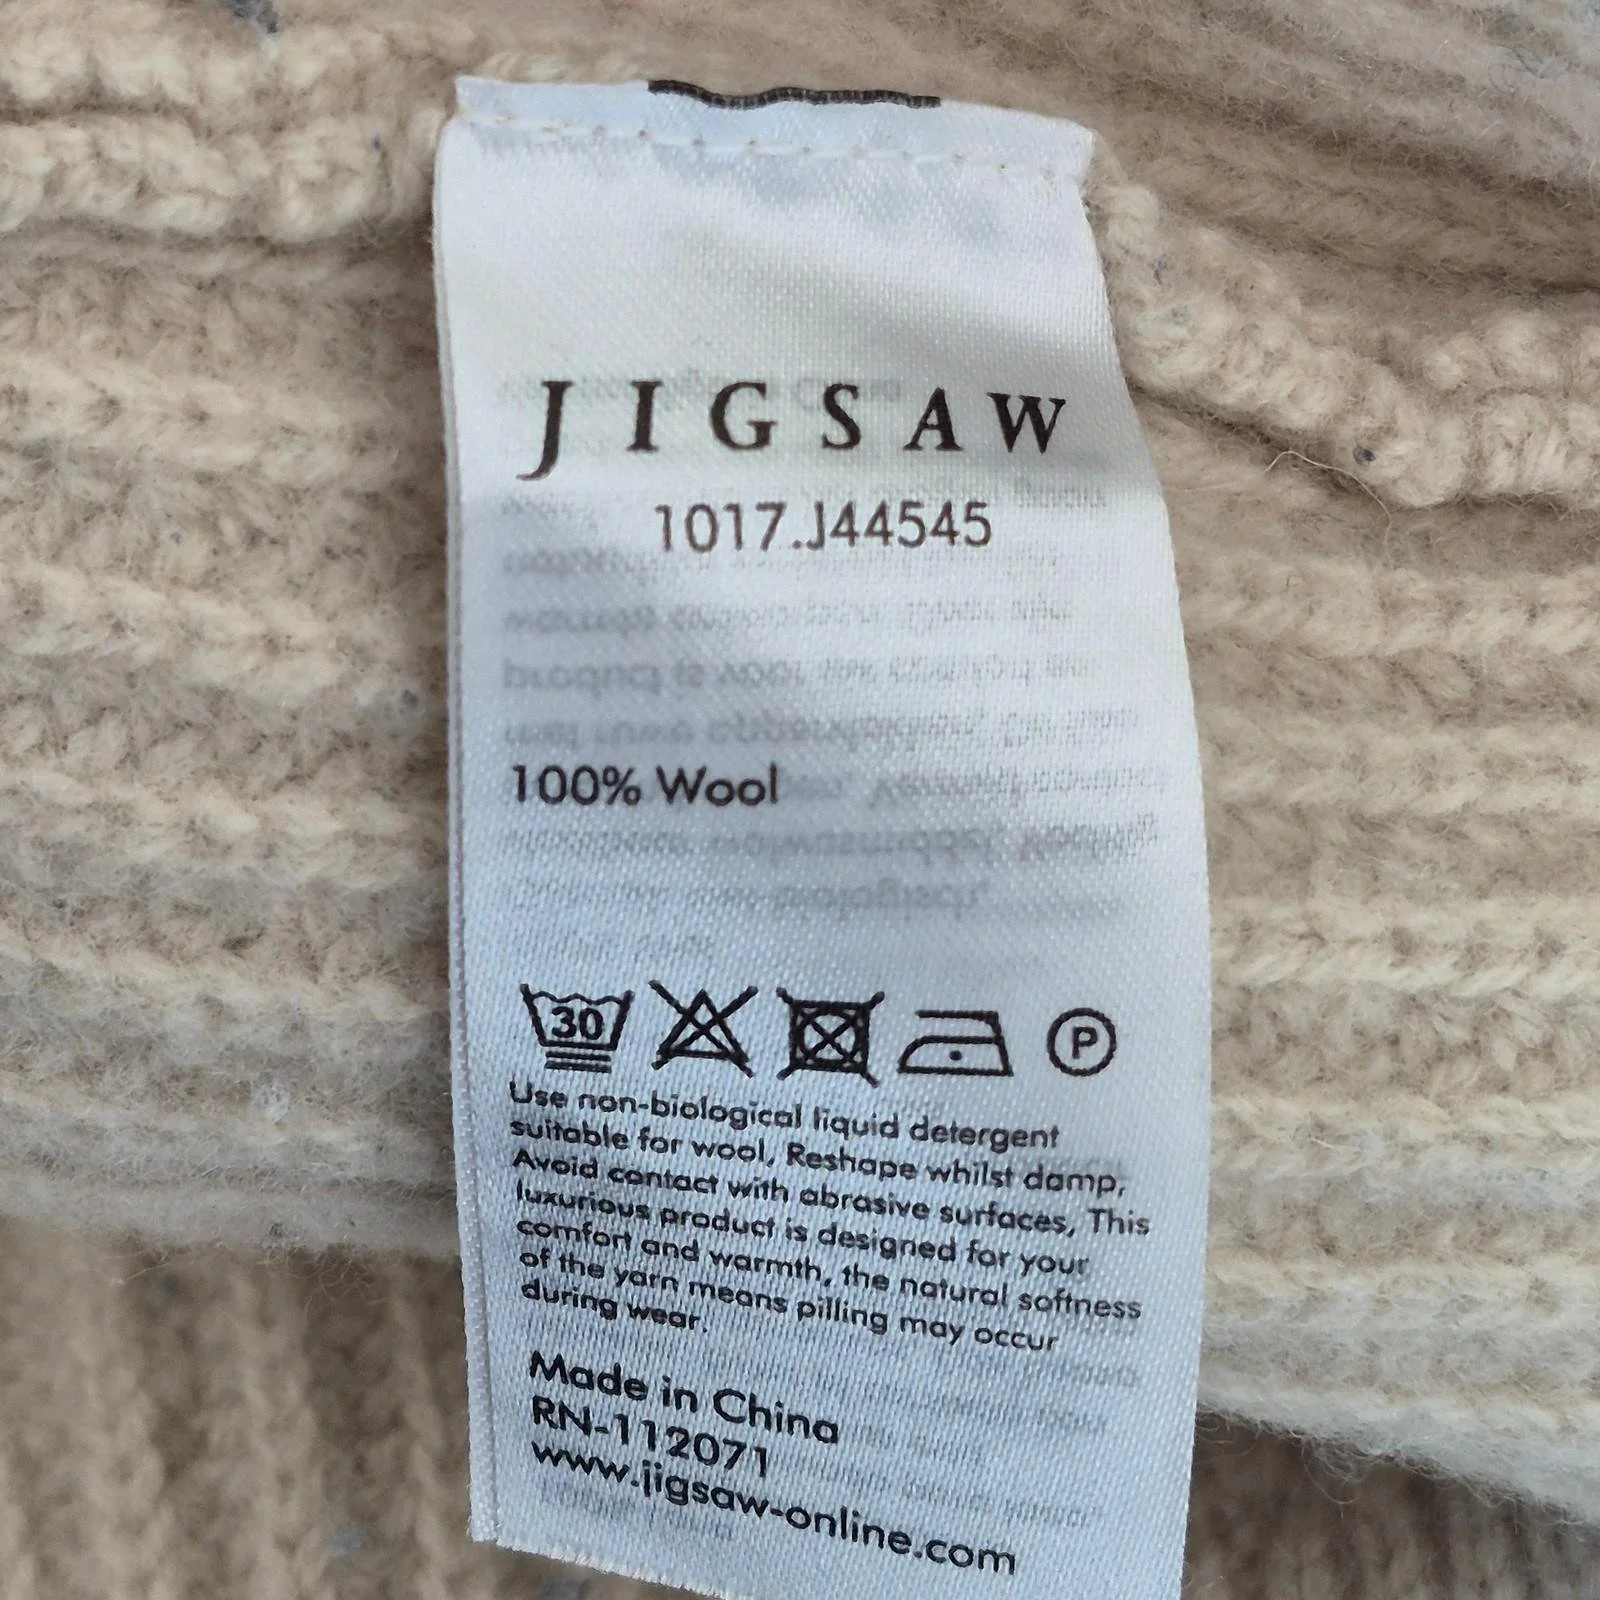 JIGSAW
1017.J44545
100% Wool
30
P
Use non-biological liquid detergent
suitable for wool, Reshape whilst damp,
Avoid contact with abrasive surfaces, This
luxurious product is designed for your
comfort and warmth, the natural softness
of the yarn means pilling may occur
during wear.
Made in China
RN-112071
www.jigsaw-online.com